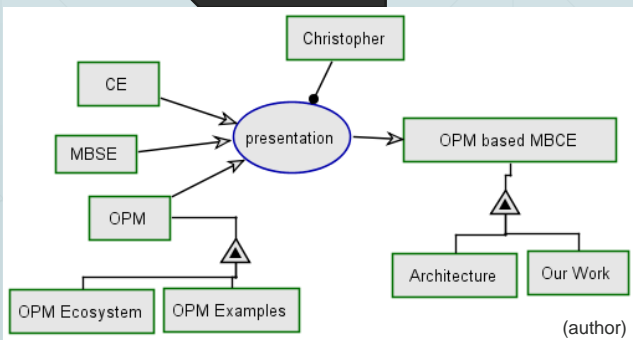 Christopher
CE
presentation
OPM based MBCE
MBSE
OPM
Architecture
Our Work
OPM Ecosystem
OPM Examples
(author)